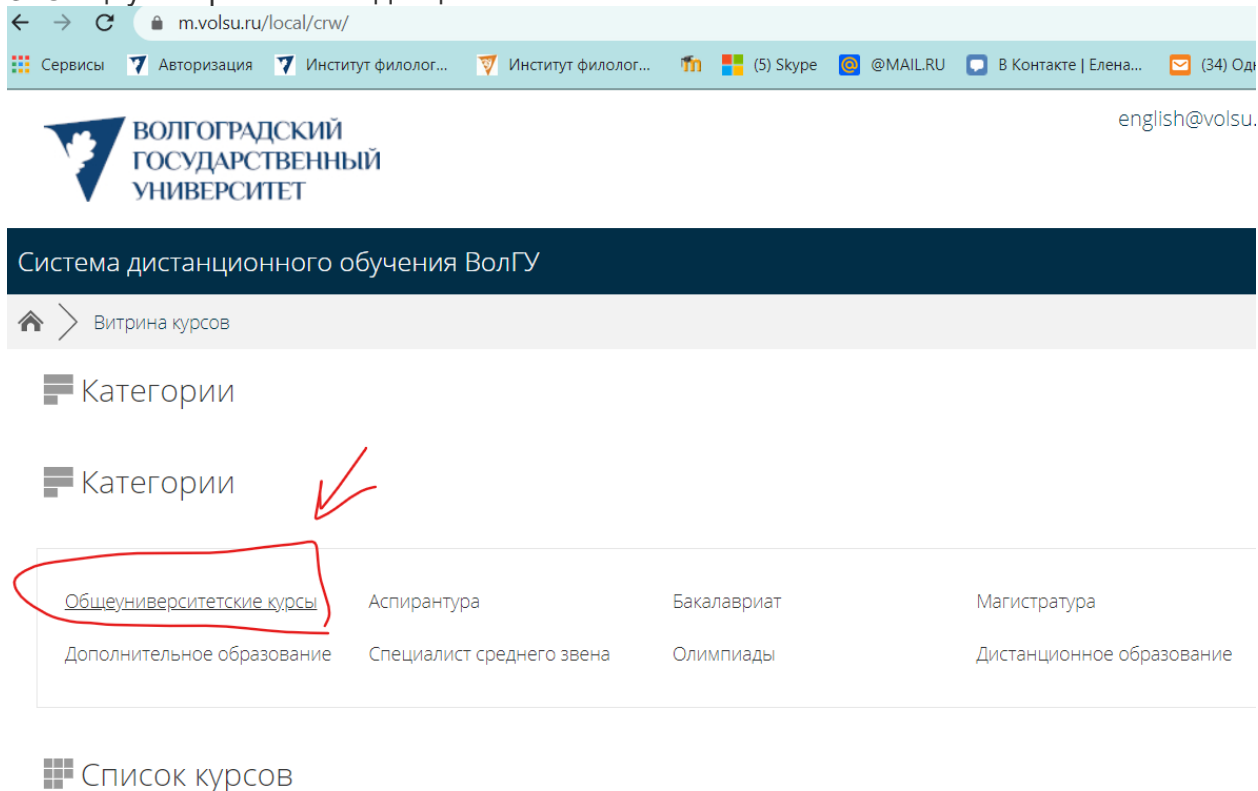 m.volsu.ru/local/crw/
Сервисы Авторизация Институт филолог... Институт филолог... (5) Skype @MAIL.RU В Контакте | Елена... (34) Од
english@volsu.
ВОЛГОГРАДСКИЙ
ГОСУДАРСТВЕННЫЙ
УНИВЕРСИТЕТ
Система дистанционного обучения ВолГУ
Витрина курсов
Категории
Категории
Общеуниверситетские курсы Аспирантура Бакалавриат Магистратура
Дополнительное образование Специалист среднего звена Олимпиады Дистанционное образование
Список курсов